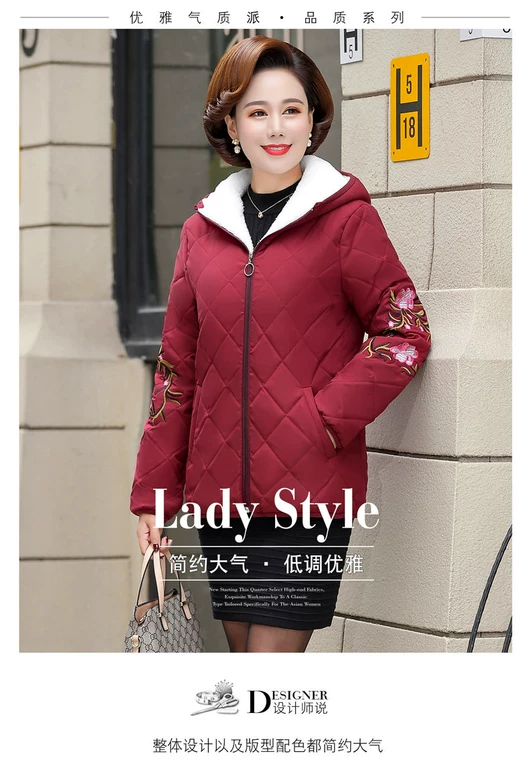 优雅气质派·品质系列
5
H
18
Lady Style
简约大气 · 低调优雅
New Starting This Quarter Select High-end Fabrics,
Exquisite Workmanship To A Classic
Type Tailored Specifically For The Asian Women
DESIGNER
设计师说
整体设计以及版型配色都简约大气